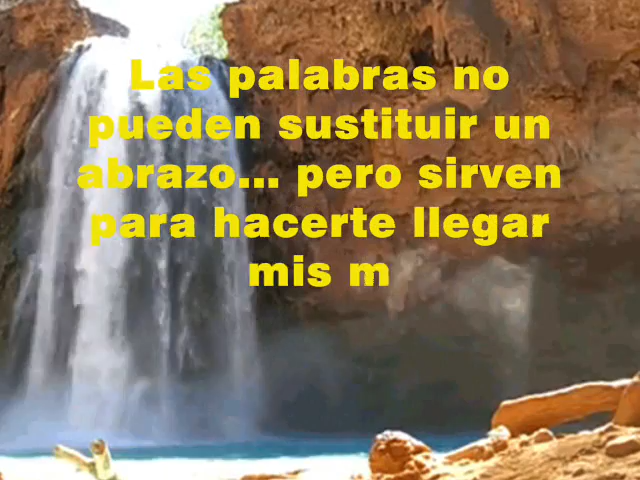 Las palabras no
pueden sustituir un
abrazo... pero sirven
para hacerte llegar
mis m